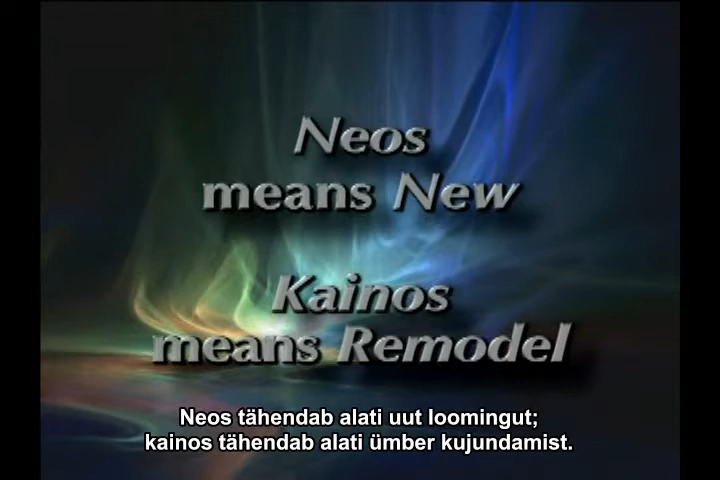 Neos
means New
Kainos
means Remodel
Neos tähendab alati uut loomingut;
kainos tähendab alati ümber kujundamist.